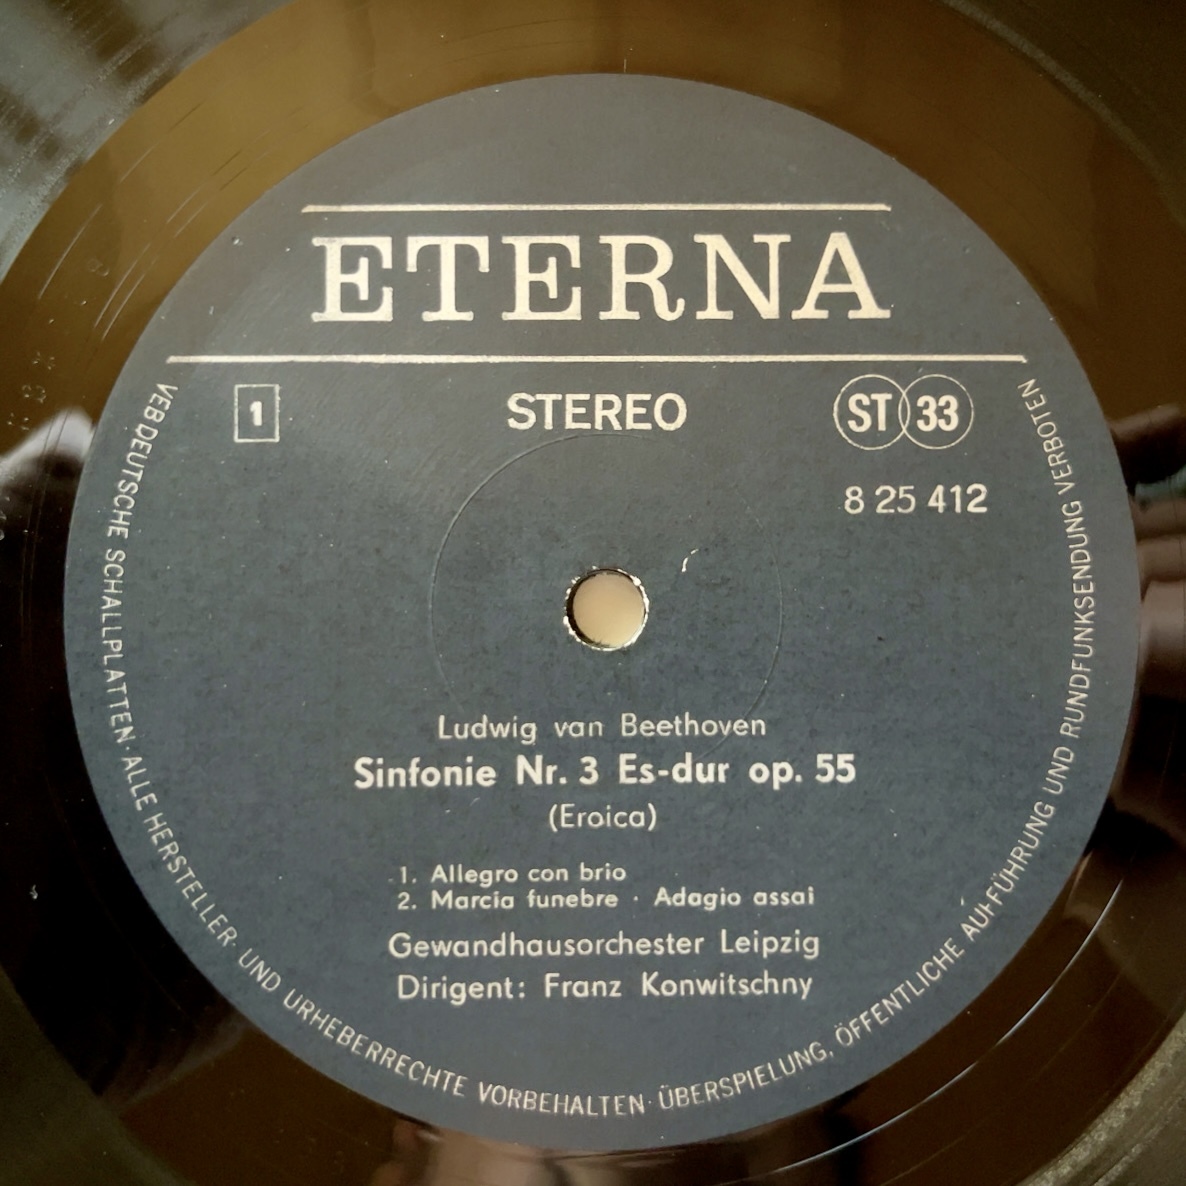 ETERNA
1
STEREO
ST 33
8 25 412
Ludwig van Beethoven
Sinfonie Nr. 3 Es-dur op. 55
(Eroica)
1. Allegro con brio
2. Marcia funebre · Adagio assai
Gewandhausorchester Leipzig
Dirigent: Franz Konwitschny
VEB DEUTSCHE SCHALLPLATTEN · ALLE HERSTELLER- UND URHEBERRECHTE VORBEHALTEN · ÜBERSPIELUNG, ÖFFENTLICHE AUFFÜHRUNG UND RUNDFUNKSENDUNG VERBOTEN